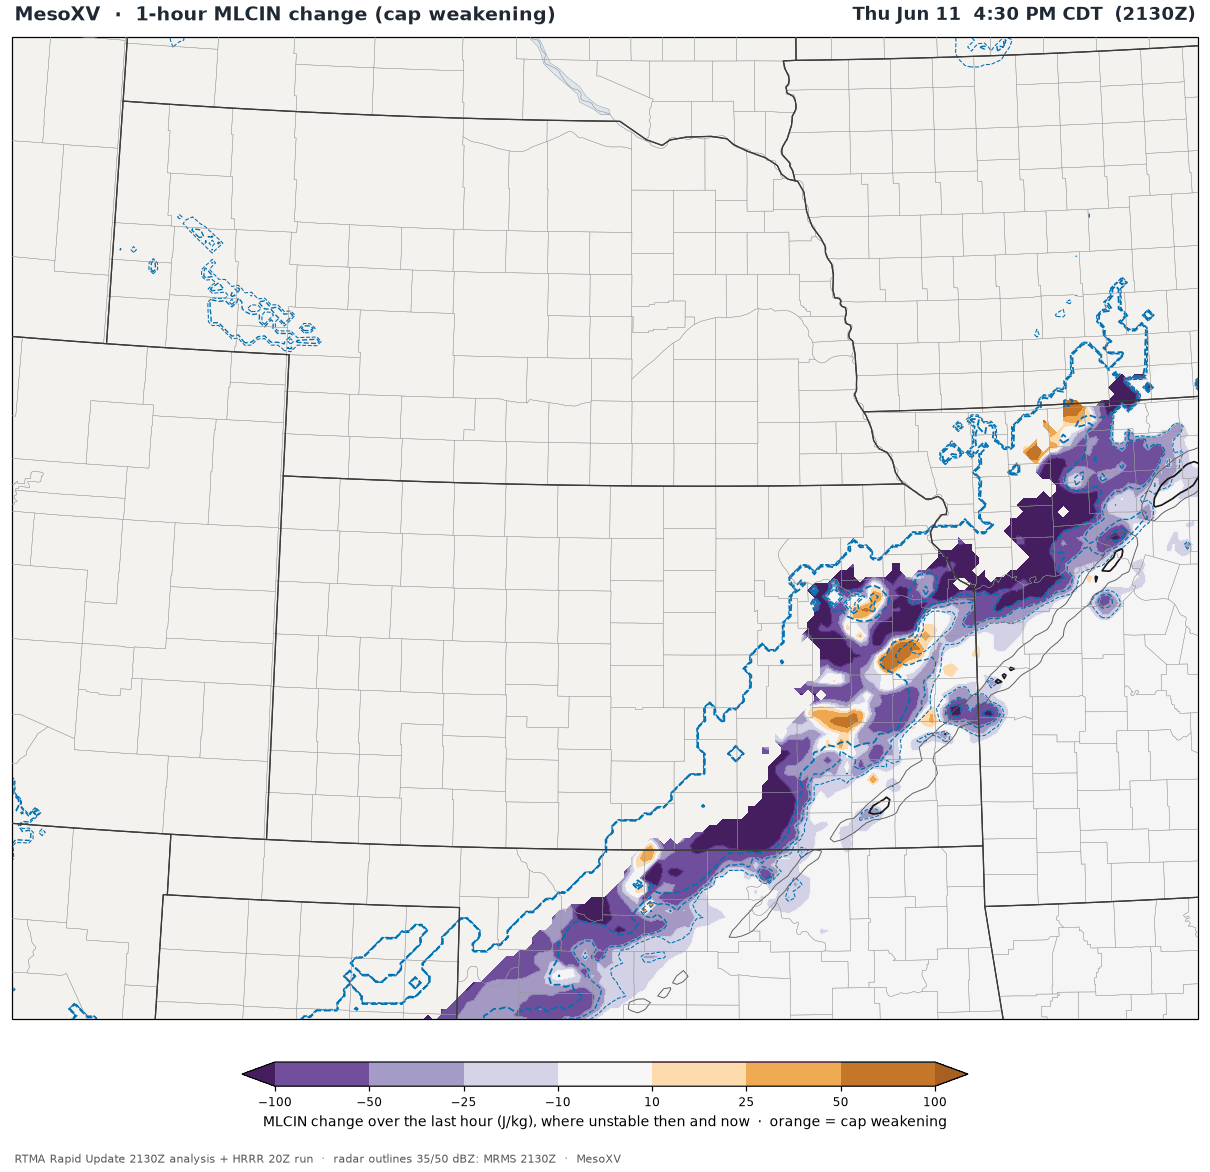 MesoXV · 1-hour MLCIN change (cap weakening)
Thu Jun 11 4:30 PM CDT (2130Z)
−100 −50 −25 −10 10 25 50 100
MLCIN change over the last hour (J/kg), where unstable then and now · orange = cap weakening
RTMA Rapid Update 2130Z analysis + HRRR 20Z run · radar outlines 35/50 dBZ: MRMS 2130Z · MesoXV